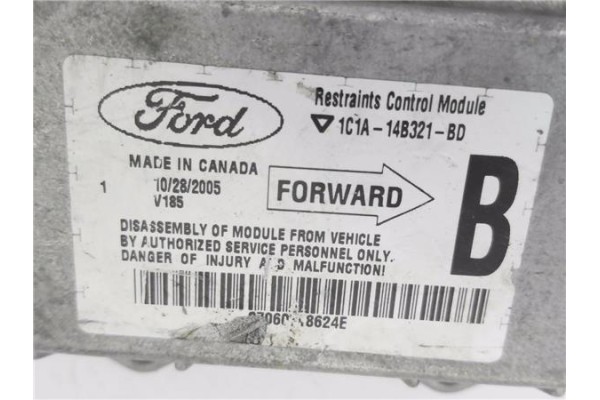 Ford
Restraints Control Module
1C1A-14B321-BD
MADE IN CANADA
10/28/2005
1
V185
FORWARD
B
DISASSEMBLY OF MODULE FROM VEHICLE
BY AUTHORIZED SERVICE PERSONNEL ONLY.
DANGER OF INJURY AND MALFUNCTION!